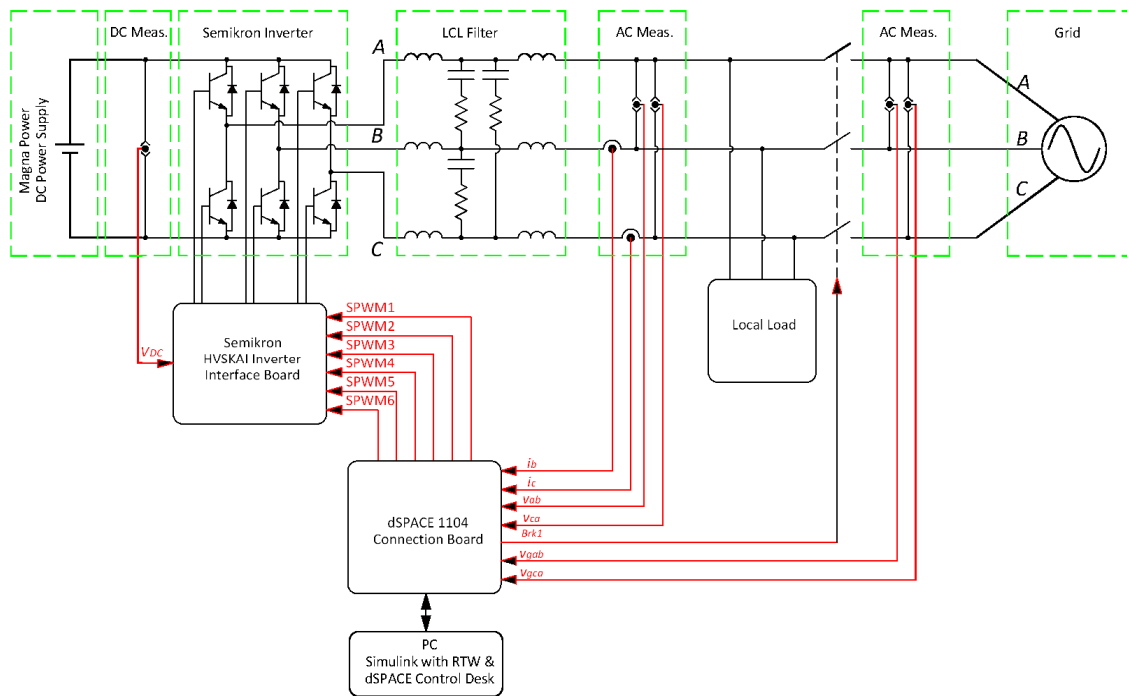 DC Meas.
Semikron Inverter
LCL Filter
AC Meas.
AC Meas.
Grid
Magna Power
DC Power Supply
A
B
C
A
B
C
VDC
Semikron
HVSKAI Inverter
Interface Board
SPWM1
SPWM2
SPWM3
SPWM4
SPWM5
SPWM6
Local Load
dSPACE 1104
Connection Board
ib
ic
vab
vca
Brk1
vgab
vgca
PC
Simulink with RTW &
dSPACE Control Desk